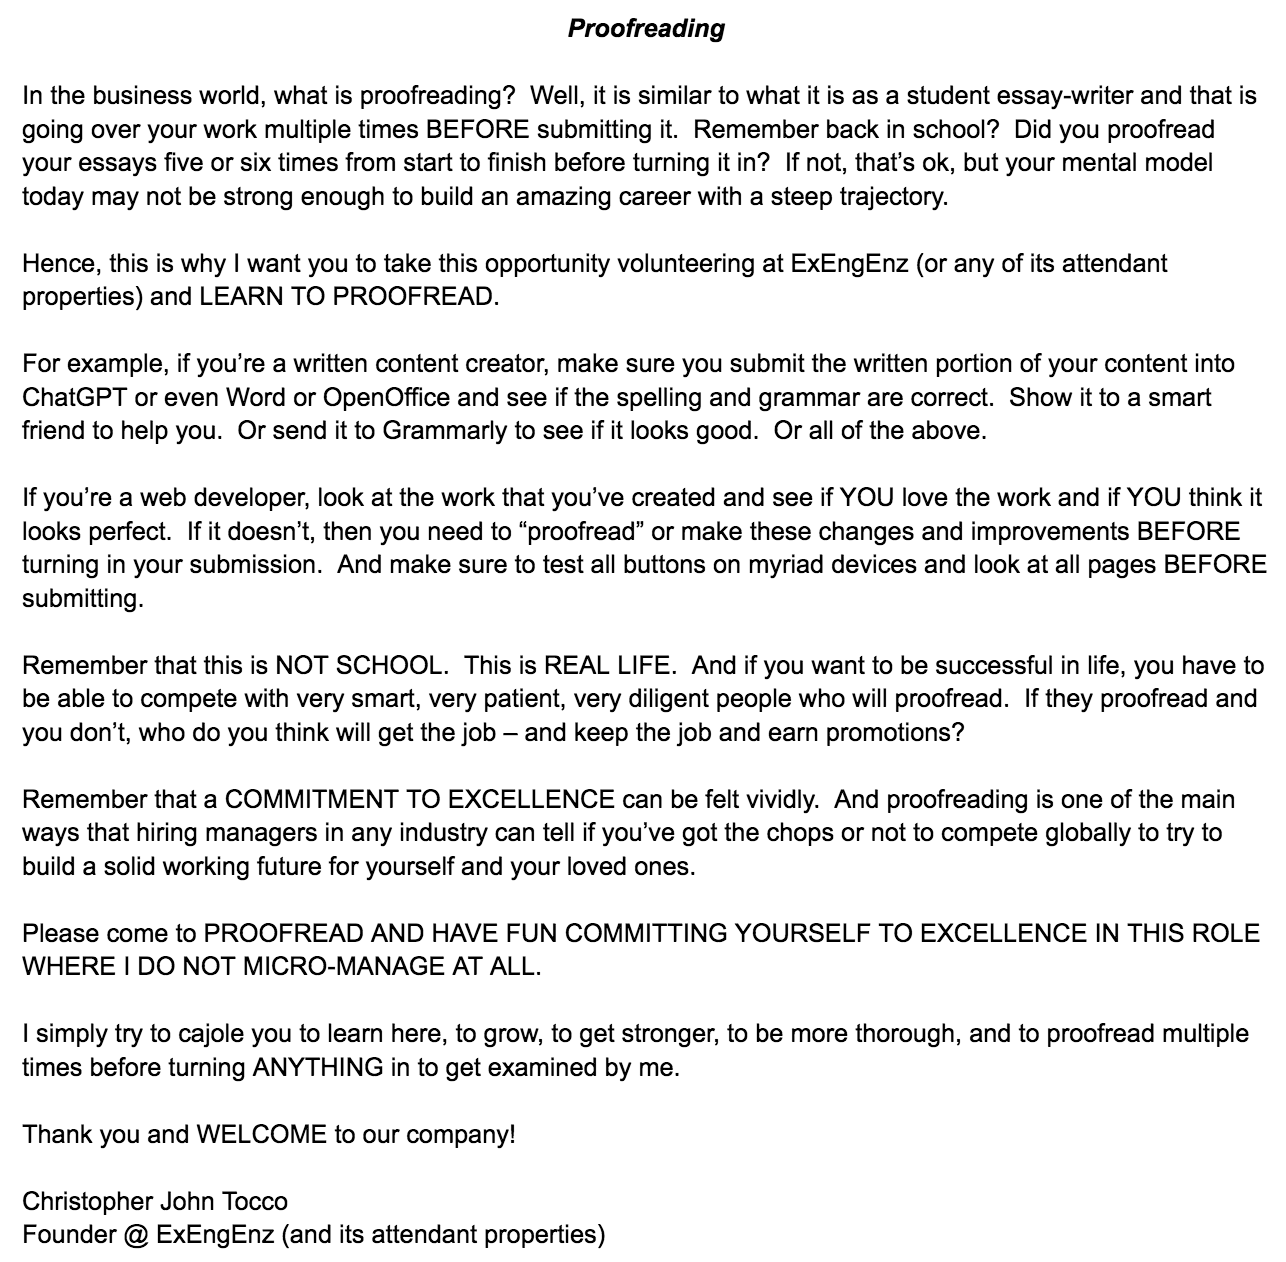 Proofreading
In the business world, what is proofreading?  Well, it is similar to what it is as a student essay-writer and that is
going over your work multiple times BEFORE submitting it.  Remember back in school?  Did you proofread
your essays five or six times from start to finish before turning it in?  If not, that’s ok, but your mental model
today may not be strong enough to build an amazing career with a steep trajectory.
Hence, this is why I want you to take this opportunity volunteering at ExEngEnz (or any of its attendant
properties) and LEARN TO PROOFREAD.
For example, if you’re a written content creator, make sure you submit the written portion of your content into
ChatGPT or even Word or OpenOffice and see if the spelling and grammar are correct.  Show it to a smart
friend to help you.  Or send it to Grammarly to see if it looks good.  Or all of the above.
If you’re a web developer, look at the work that you’ve created and see if YOU love the work and if YOU think it
looks perfect.  If it doesn’t, then you need to “proofread” or make these changes and improvements BEFORE
turning in your submission.  And make sure to test all buttons on myriad devices and look at all pages BEFORE
submitting.
Remember that this is NOT SCHOOL.  This is REAL LIFE.  And if you want to be successful in life, you have to
be able to compete with very smart, very patient, very diligent people who will proofread.  If they proofread and
you don’t, who do you think will get the job – and keep the job and earn promotions?
Remember that a COMMITMENT TO EXCELLENCE can be felt vividly.  And proofreading is one of the main
ways that hiring managers in any industry can tell if you’ve got the chops or not to compete globally to try to
build a solid working future for yourself and your loved ones.
Please come to PROOFREAD AND HAVE FUN COMMITTING YOURSELF TO EXCELLENCE IN THIS ROLE
WHERE I DO NOT MICRO-MANAGE AT ALL.
I simply try to cajole you to learn here, to grow, to get stronger, to be more thorough, and to proofread multiple
times before turning ANYTHING in to get examined by me.
Thank you and WELCOME to our company!
Christopher John Tocco
Founder @ ExEngEnz (and its attendant properties)